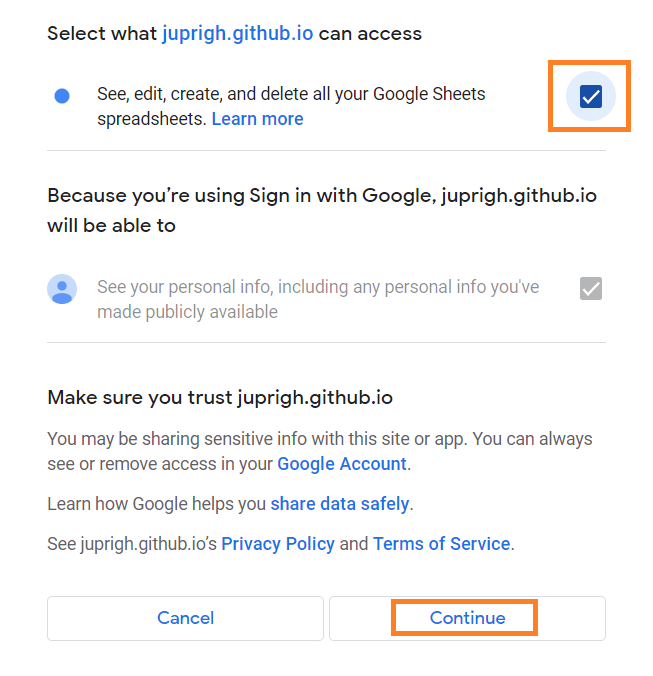 Select what juprigh.github.io can access
See, edit, create, and delete all your Google Sheets
spreadsheets. Learn more
Because you’re using Sign in with Google, juprigh.github.io
will be able to
See your personal info, including any personal info you've
made publicly available
Make sure you trust juprigh.github.io
You may be sharing sensitive info with this site or app. You can always
see or remove access in your Google Account.
Learn how Google helps you share data safely.
See juprigh.github.io’s Privacy Policy and Terms of Service.
Cancel
Continue